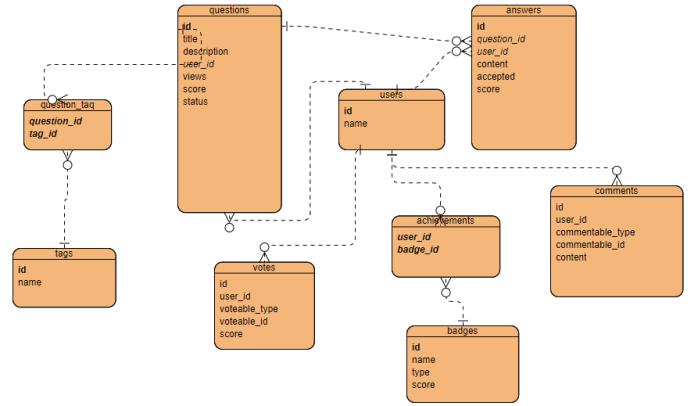 questions
id
title
description
user_id
views
score
status
answers
id
question_id
user_id
content
accepted
score
users
id
name
question_taq
question_id
tag_id
comments
id
user_id
commentable_type
commentable_id
content
achievements
user_id
badge_id
tags
id
name
votes
id
user_id
voteable_type
voteable_id
score
badges
id
name
type
score